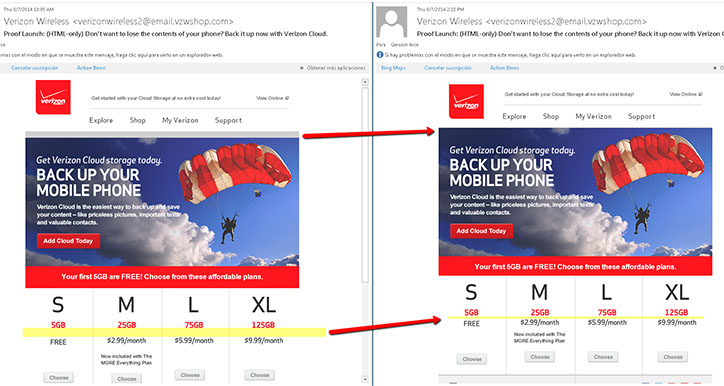 Thu 8/7/2014 10:05 AM
Verizon Wireless <verizonwireless2@email.vzwshop.com>
Proof Launch: (HTML-only) Don't want to lose the contents of your phone? Back it up now with Verizon Cloud.
mas con el modo en que se muestra este mensaje, haga clic aquí para verlo en un explorador web.
Cancelar suscripción Action Items + Obtener más aplicaciones
verizon
Get started with your Cloud Storage at no extra cost today! View Online
Explore Shop My Verizon Support
Get Verizon Cloud storage today.
BACK UP YOUR
MOBILE PHONE
Verizon Cloud is the easiest way to back up and save
your content – like priceless pictures, important texts
and valuable contacts.
Add Cloud Today
Your first 5GB are FREE! Choose from these affordable plans.
S M L XL
5GB 25GB 75GB 125GB
FREE $2.99/month $5.99/month $9.99/month
Now included with The
MORE Everything Plan
Choose Choose Choose Choose
Thu 8/7/2014 2:15 PM
Verizon Wireless <verizonwireless2@email.vzwshop.com>
Proof Launch: (HTML-only) Don't want to lose the contents of your phone? Back it up now with Verizon
Para Gersson Arce
Si hay problemas con el modo en que se muestra este mensaje, haga clic aquí para verlo en un explorador web.
Bing Maps Cancelar suscripción Action Items + O
verizon
Get started with your Cloud Storage at no extra cost today! View Online
Explore Shop My Verizon Support
Get Verizon Cloud storage today.
BACK UP YOUR
MOBILE PHONE
Verizon Cloud is the easiest way to back up and save
your content – like priceless pictures, important texts
and valuable contacts.
Add Cloud Today
Your first 5GB are FREE! Choose from these affordable plans.
S M L XL
5GB 25GB 75GB 125GB
FREE $2.99/month $5.99/month $9.99/month
Now included with The
MORE Everything Plan
Choose Choose Choose Choose